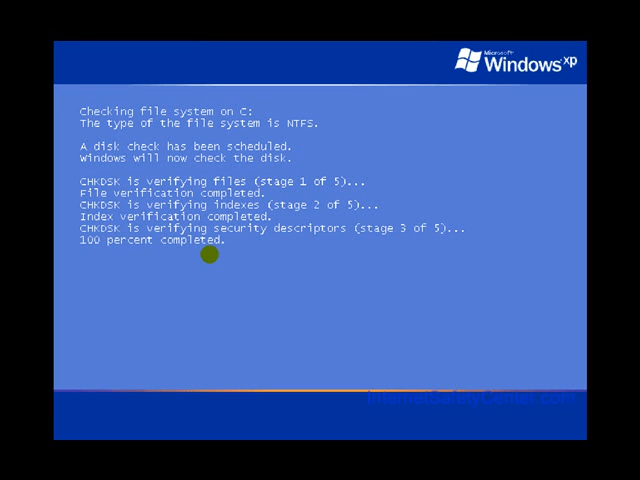 Microsoft
Windows xp
Checking file system on C:
The type of the file system is NTFS.
A disk check has been scheduled.
Windows will now check the disk.
CHKDSK is verifying files (stage 1 of 5)...
File verification completed.
CHKDSK is verifying indexes (stage 2 of 5)...
Index verification completed.
CHKDSK is verifying security descriptors (stage 3 of 5)...
100 percent completed.
InternetSafetyCenter.com